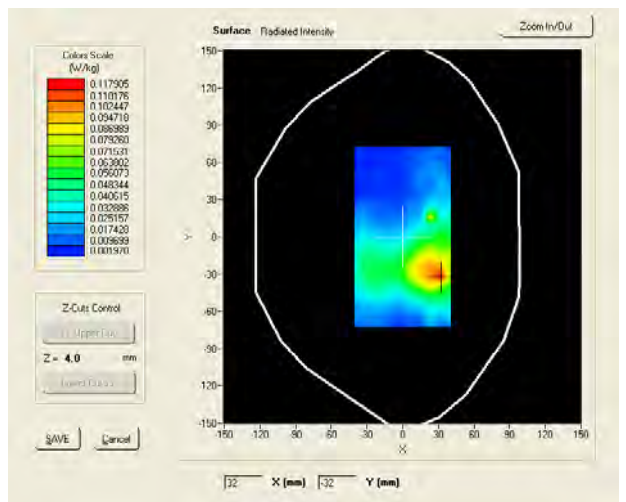 Surface Radiated Intensity
Zoom In/Out
Colors Scale
(W/kg)
0.117905
0.110176
0.102447
0.094718
0.086989
0.079260
0.071531
0.063802
0.056073
0.048344
0.040615
0.032886
0.025157
0.017428
0.009699
0.001970
150
120
90
60
30
0
-30
-60
-90
-120
-150
Y
-150 -120 -90 -60 -30 0 30 60 90 120 150
X
Z-Cuts Control
Z = 4.0 mm
SAVE Cancel
32 X (mm) -32 Y (mm)